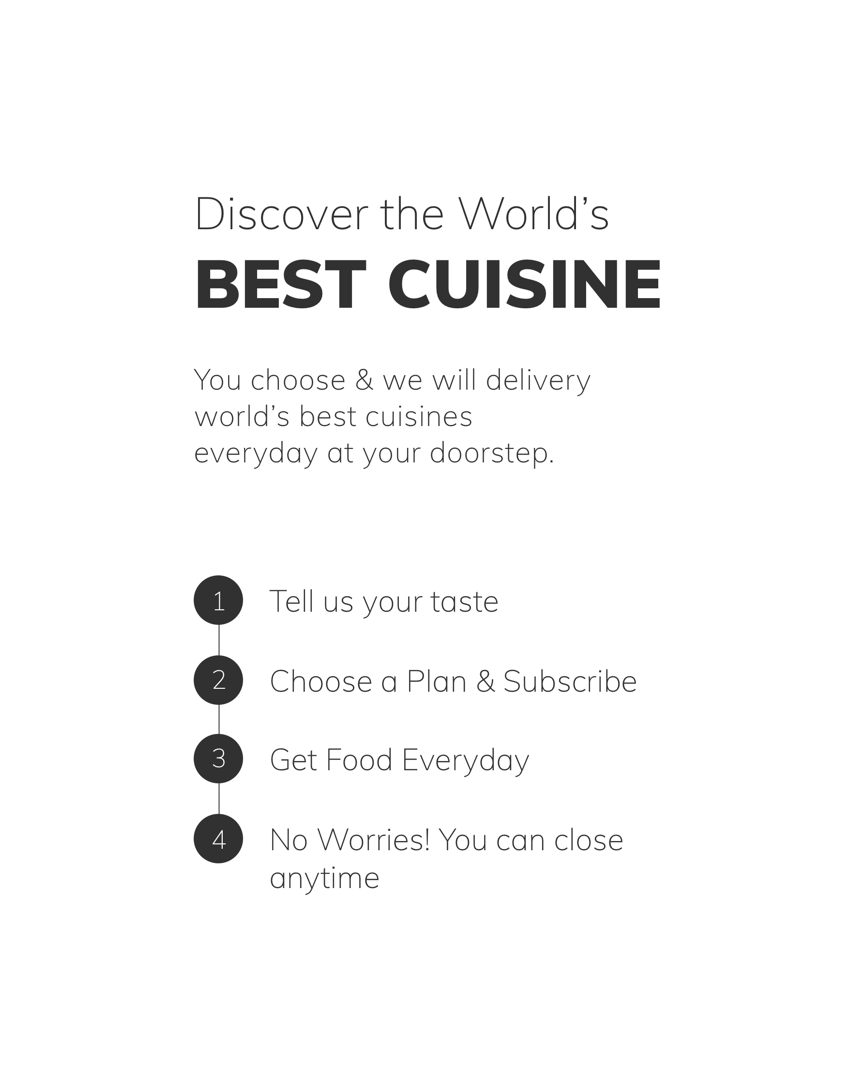 Discover the World’s
BEST CUISINE
You choose & we will delivery
world’s best cuisines
everyday at your doorstep.
1 Tell us your taste
2 Choose a Plan & Subscribe
3 Get Food Everyday
4 No Worries! You can close
anytime